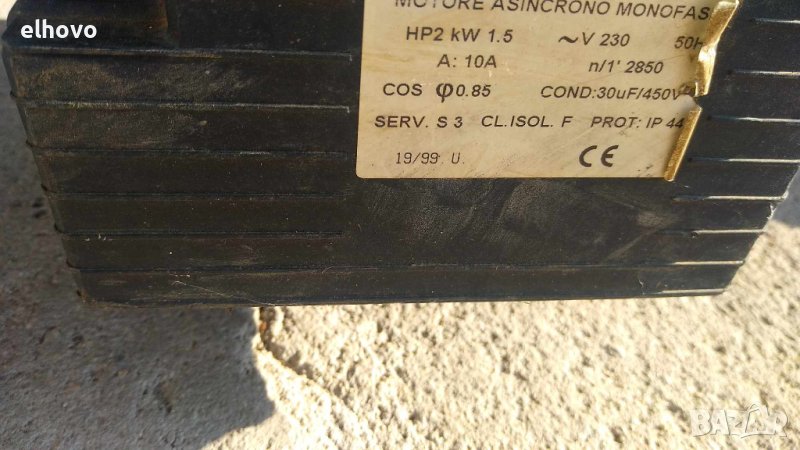 elhovo
MOTORE ASINCRONO MONOFAS
HP2 kW 1.5 ~V 230 50H
A: 10A n/1' 2850
COS φ0.85 COND:30uF/450V
SERV. S 3 CL.ISOL. F PROT: IP 44
19/99 U. CE
BAZAR